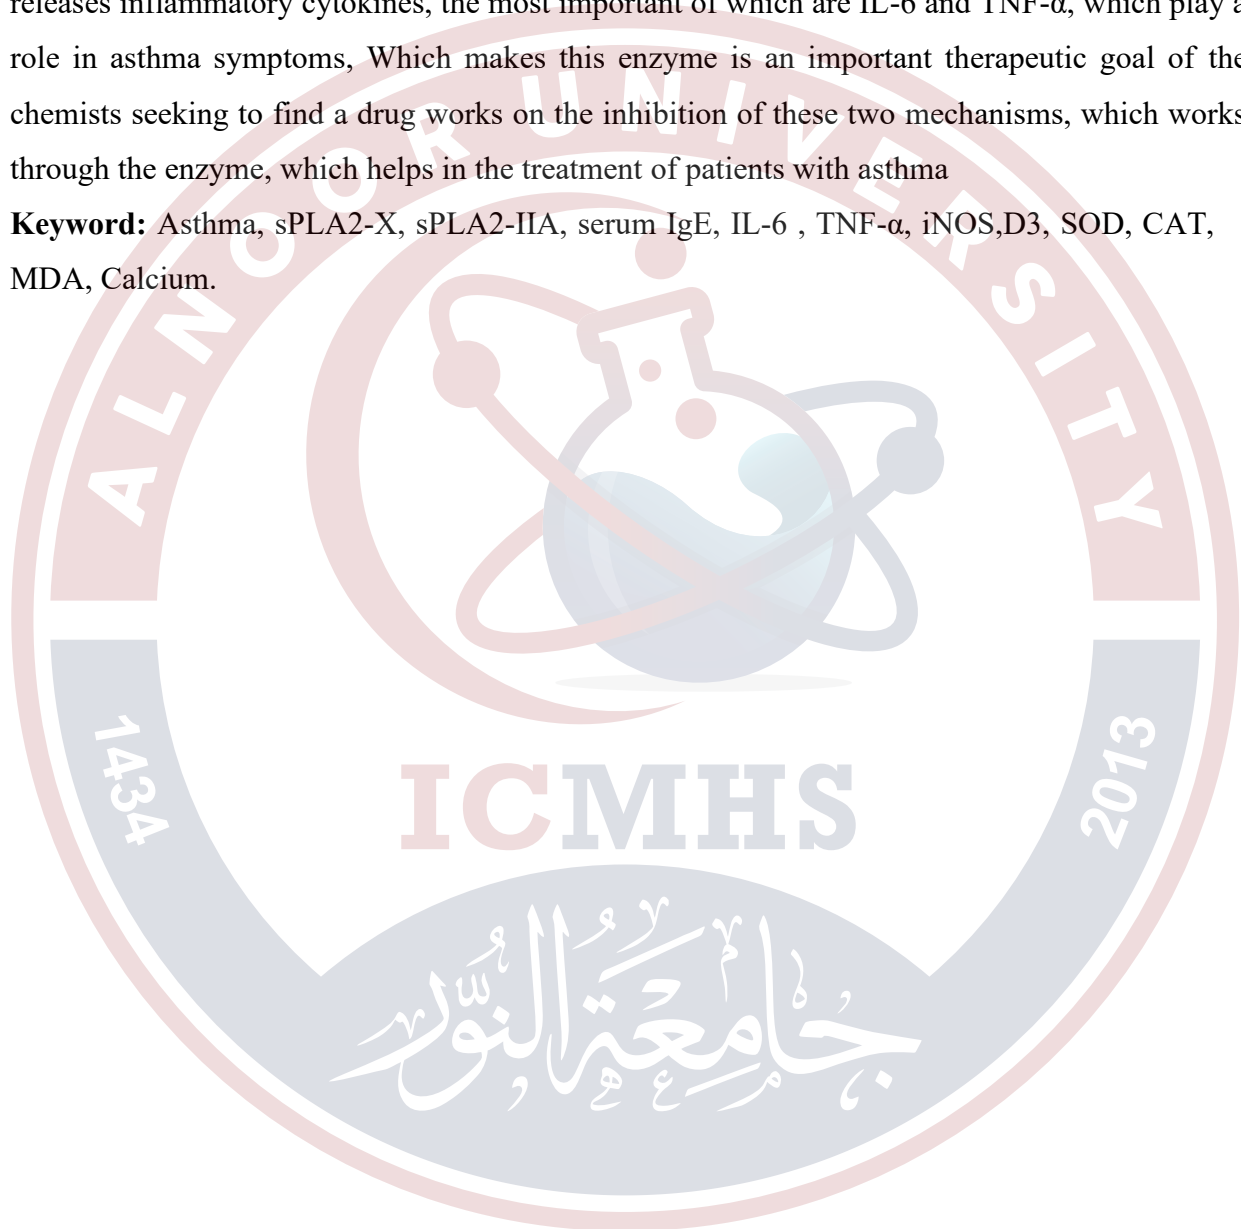 releases inflammatory cytokines, the most important of which are IL-6 and TNF-α, which play a
role in asthma symptoms, Which makes this enzyme is an important therapeutic goal of the
chemists seeking to find a drug works on the inhibition of these two mechanisms, which works
through the enzyme, which helps in the treatment of patients with asthma
Keyword: Asthma, sPLA2-X, sPLA2-IIA, serum IgE, IL-6 , TNF-α, iNOS,D3, SOD, CAT,
MDA, Calcium.
ALNOOR UNIVERSITY
1434
2013
ICMHS
جَامِعَة النُّور